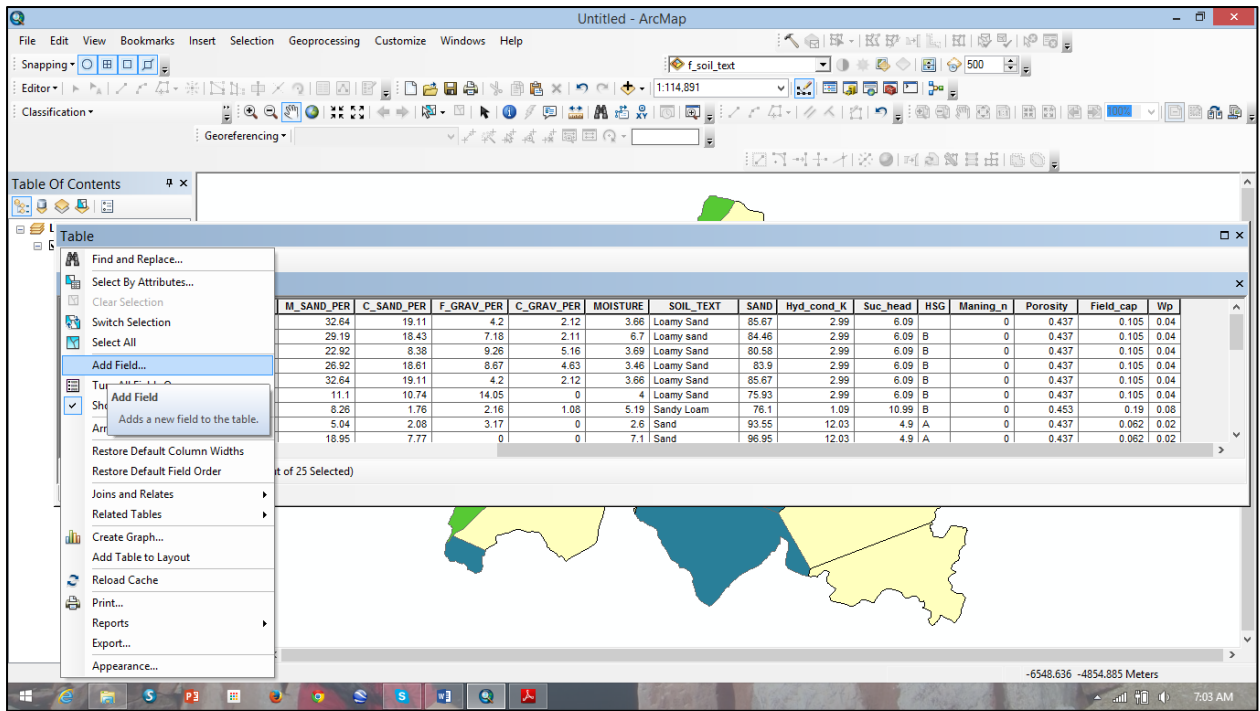 Untitled - ArcMap
File Edit View Bookmarks Insert Selection Geoprocessing Customize Windows Help
Snapping
f_soil_text
500
Editor
1:114,891
Classification
100%
Georeferencing
Table Of Contents
Table
Find and Replace...
Select By Attributes...
Clear Selection
Switch Selection
Select All
Add Field...
Add Field
Adds a new field to the table.
Restore Default Column Widths
Restore Default Field Order
Joins and Relates
Related Tables
Create Graph...
Add Table to Layout
Reload Cache
Print...
Reports
Export...
Appearance...
M_SAND_PER C_SAND_PER F_GRAV_PER C_GRAV_PER MOISTURE SOIL_TEXT SAND Hyd_cond_K Suc_head HSG Maning_n Porosity Field_cap Wp
32.64 19.11 4.2 2.12 3.66 Loamy Sand 85.67 2.99 6.09 0 0.437 0.105 0.04
29.19 18.43 7.18 2.11 6.7 Loamy sand 84.46 2.99 6.09 B 0 0.437 0.105 0.04
22.92 8.38 9.26 5.16 3.69 Loamy Sand 80.58 2.99 6.09 B 0 0.437 0.105 0.04
26.92 18.61 8.67 4.63 3.46 Loamy Sand 83.9 2.99 6.09 B 0 0.437 0.105 0.04
32.64 19.11 4.2 2.12 3.66 Loamy Sand 85.67 2.99 6.09 B 0 0.437 0.105 0.04
11.1 10.74 14.05 0 4 Loamy Sand 75.93 2.99 6.09 B 0 0.437 0.105 0.04
8.26 1.76 2.16 1.08 5.19 Sandy Loam 76.1 1.09 10.99 B 0 0.453 0.19 0.08
5.04 2.08 3.17 0 2.6 Sand 93.55 12.03 4.9 A 0 0.437 0.062 0.02
18.95 7.77 0 0 7.1 Sand 96.95 12.03 4.9 A 0 0.437 0.062 0.02
t of 25 Selected)
-6548.636 -4854.885 Meters
7:03 AM